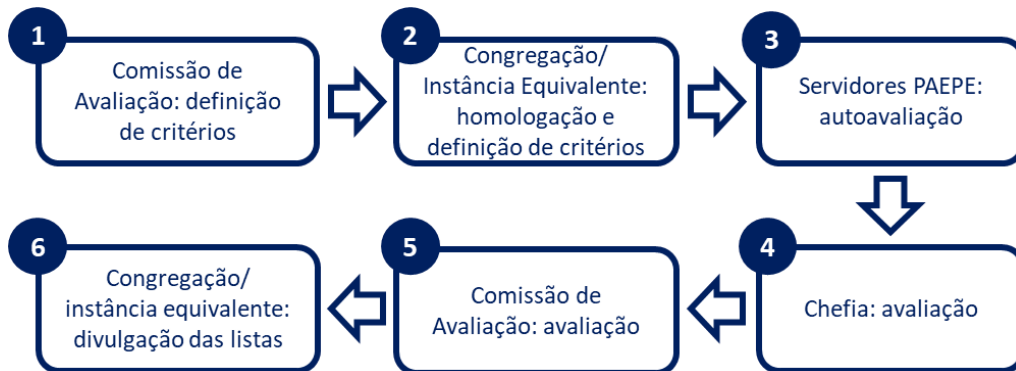 1
Comissão de
Avaliação: definição
de critérios
2
Congregação/
Instância Equivalente:
homologação e
definição de critérios
3
Servidores PAEPE:
autoavaliação
4
Chefia: avaliação
5
Comissão de
Avaliação: avaliação
6
Congregação/
instância equivalente:
divulgação das listas